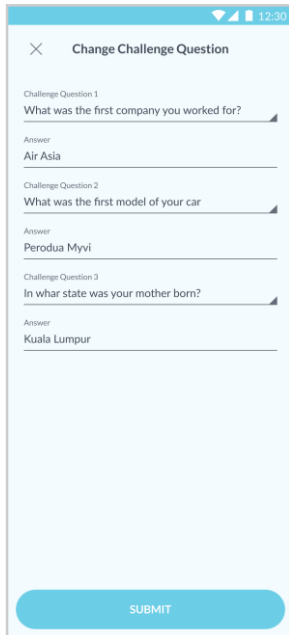 12:30
Change Challenge Question
Challenge Question 1
What was the first company you worked for?
Answer
Air Asia
Challenge Question 2
What was the first model of your car
Answer
Perodua Myvi
Challenge Question 3
In whar state was your mother born?
Answer
Kuala Lumpur
SUBMIT